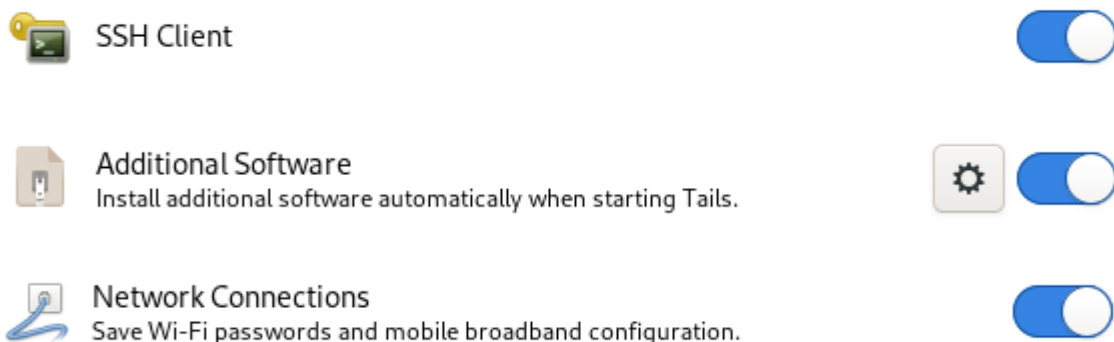 SSH Client
Additional Software
Install additional software automatically when starting Tails.
Network Connections
Save Wi-Fi passwords and mobile broadband configuration.